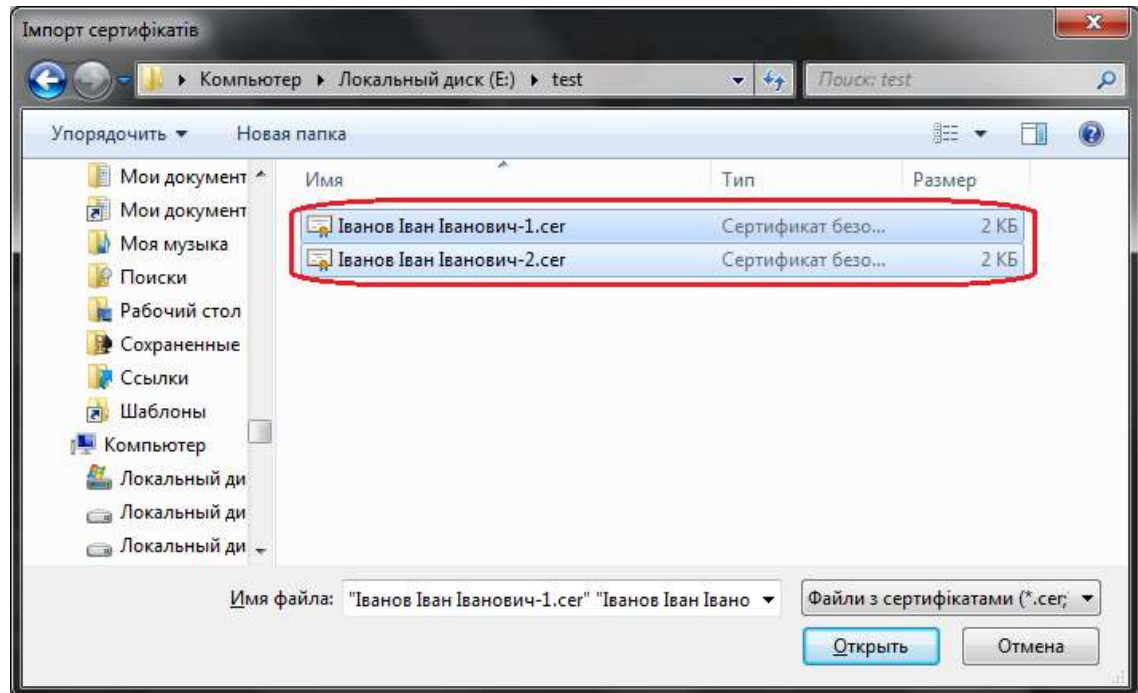 Імпорт сертифікатів
Компьютер Локальный диск (E:) test Поиск: test
Упорядочить Новая папка
Мои документ
Мои документ
Моя музыка
Поиски
Рабочий стол
Сохраненные
Ссылки
Шаблоны
Компьютер
Локальный ди
Локальный ди
Локальный ди
Имя Тип Размер
Іванов Іван Іванович-1.cer Сертификат безо... 2 КБ
Іванов Іван Іванович-2.cer Сертификат безо... 2 КБ
Имя файла: "Іванов Іван Іванович-1.cer" "Іванов Іван Івано Файли з сертифікатами (*.cer;
Открыть Отмена